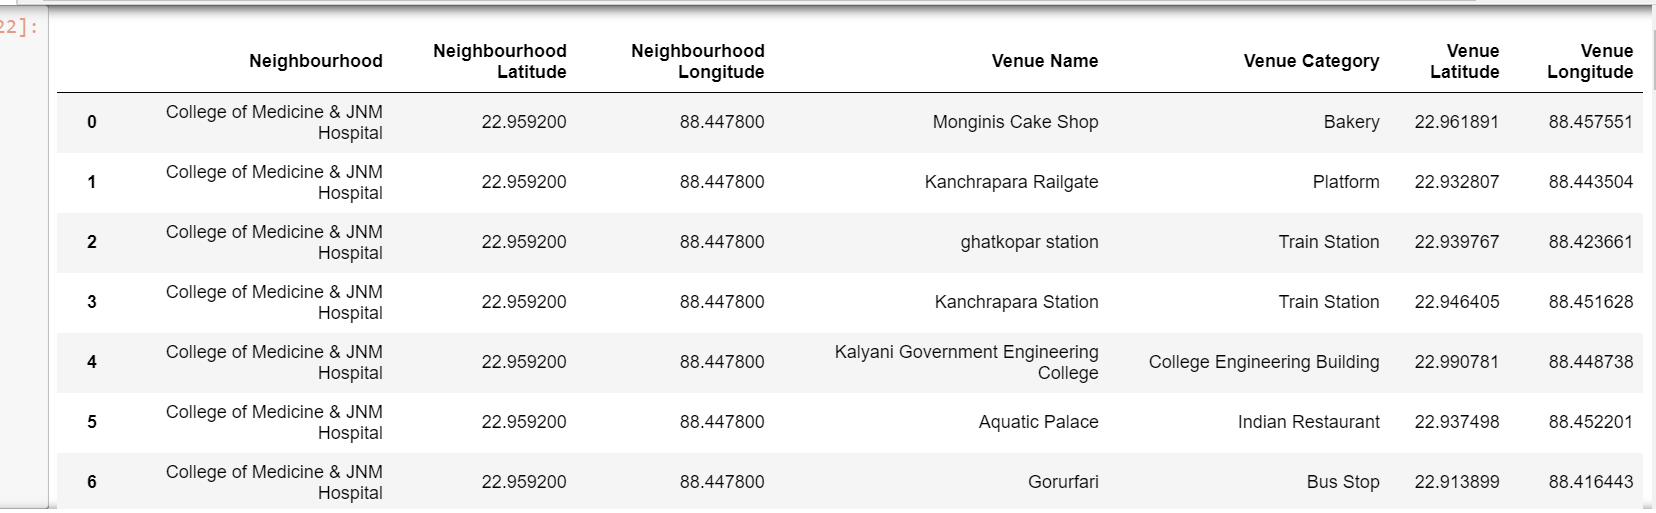 22]:
Neighbourhood Neighbourhood Latitude Neighbourhood Longitude Venue Name Venue Category Venue Latitude Venue Longitude
0 College of Medicine & JNM Hospital 22.959200 88.447800 Monginis Cake Shop Bakery 22.961891 88.457551
1 College of Medicine & JNM Hospital 22.959200 88.447800 Kanchrapara Railgate Platform 22.932807 88.443504
2 College of Medicine & JNM Hospital 22.959200 88.447800 ghatkopar station Train Station 22.939767 88.423661
3 College of Medicine & JNM Hospital 22.959200 88.447800 Kanchrapara Station Train Station 22.946405 88.451628
4 College of Medicine & JNM Hospital 22.959200 88.447800 Kalyani Government Engineering College College Engineering Building 22.990781 88.448738
5 College of Medicine & JNM Hospital 22.959200 88.447800 Aquatic Palace Indian Restaurant 22.937498 88.452201
6 College of Medicine & JNM Hospital 22.959200 88.447800 Gorurfari Bus Stop 22.913899 88.416443